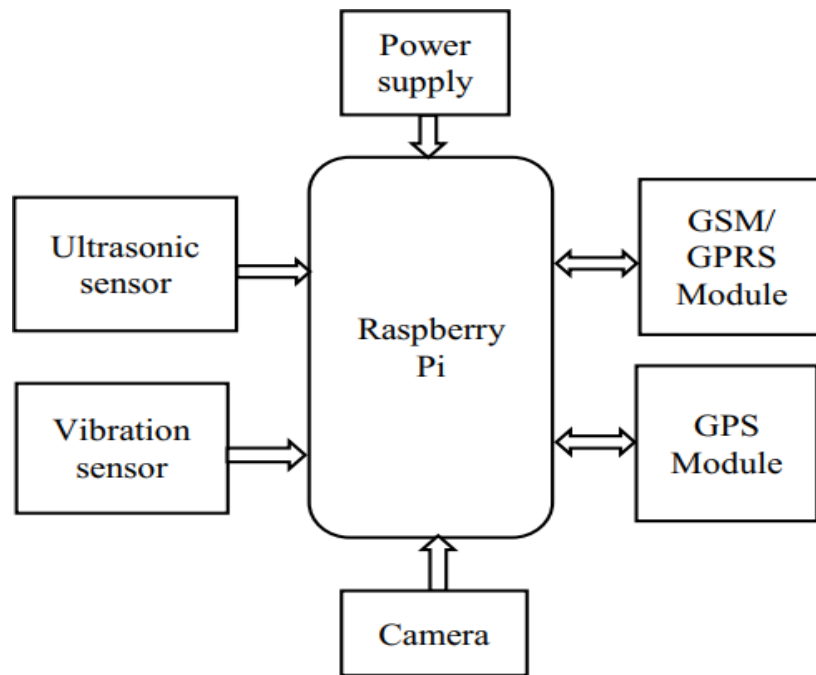 Power
supply
Ultrasonic
sensor
GSM/
GPRS
Module
Raspberry
Pi
Vibration
sensor
GPS
Module
Camera